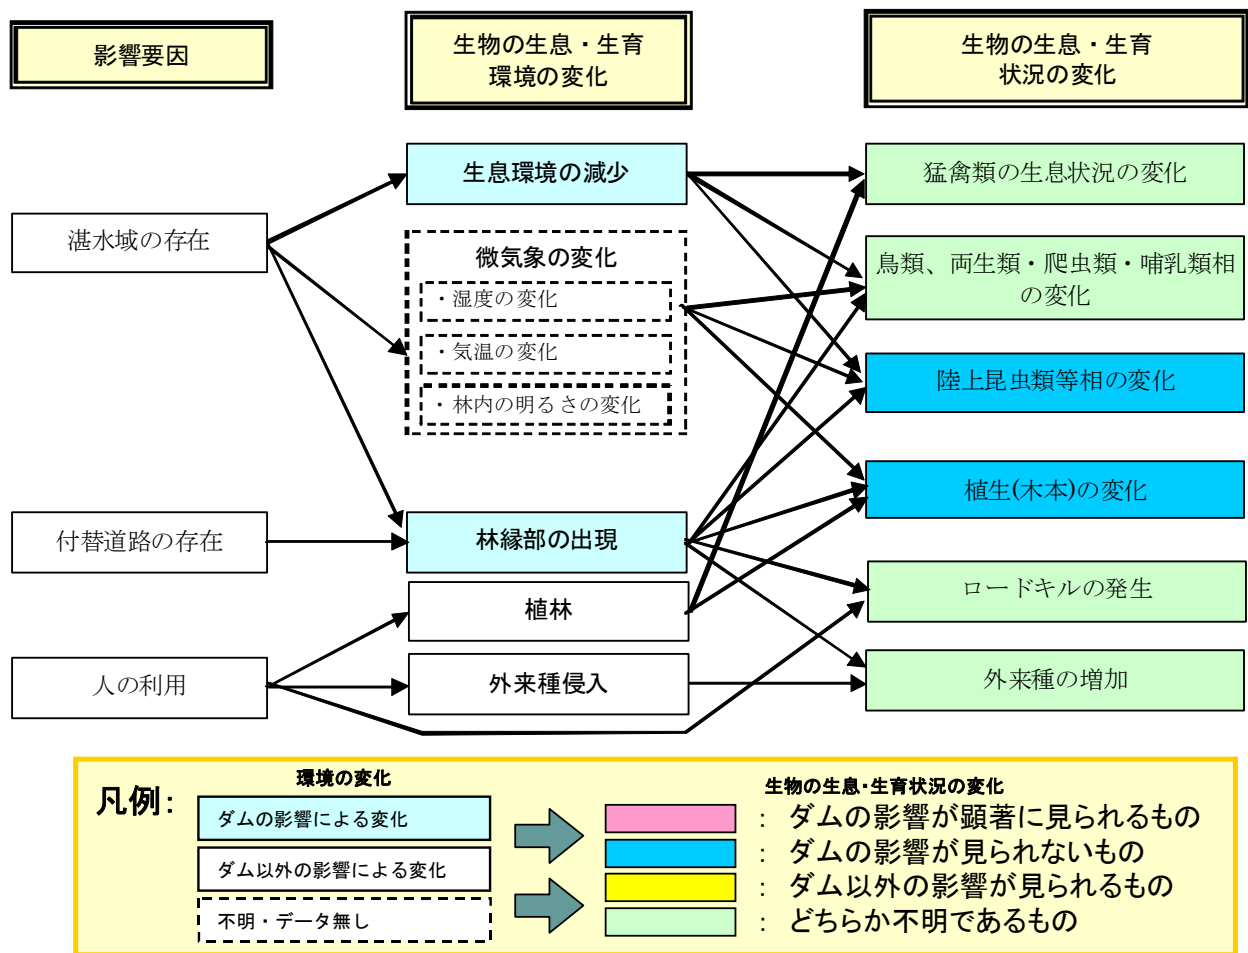 影響要因
生物の生息・生育
環境の変化
生物の生息・生育
状況の変化
湛水域の存在
付替道路の存在
人の利用
生息環境の減少
微気象の変化
・湿度の変化
・気温の変化
・林内の明るさの変化
林縁部の出現
植林
外来種侵入
猛禽類の生息状況の変化
鳥類、両生類・爬虫類・哺乳類相
の変化
陸上昆虫類等相の変化
植生(木本)の変化
ロードキルの発生
外来種の増加
凡例:
環境の変化
ダムの影響による変化
ダム以外の影響による変化
不明・データ無し
生物の生息・生育状況の変化
: ダムの影響が顕著に見られるもの
: ダムの影響が見られないもの
: ダム以外の影響が見られるもの
: どちらか不明であるもの